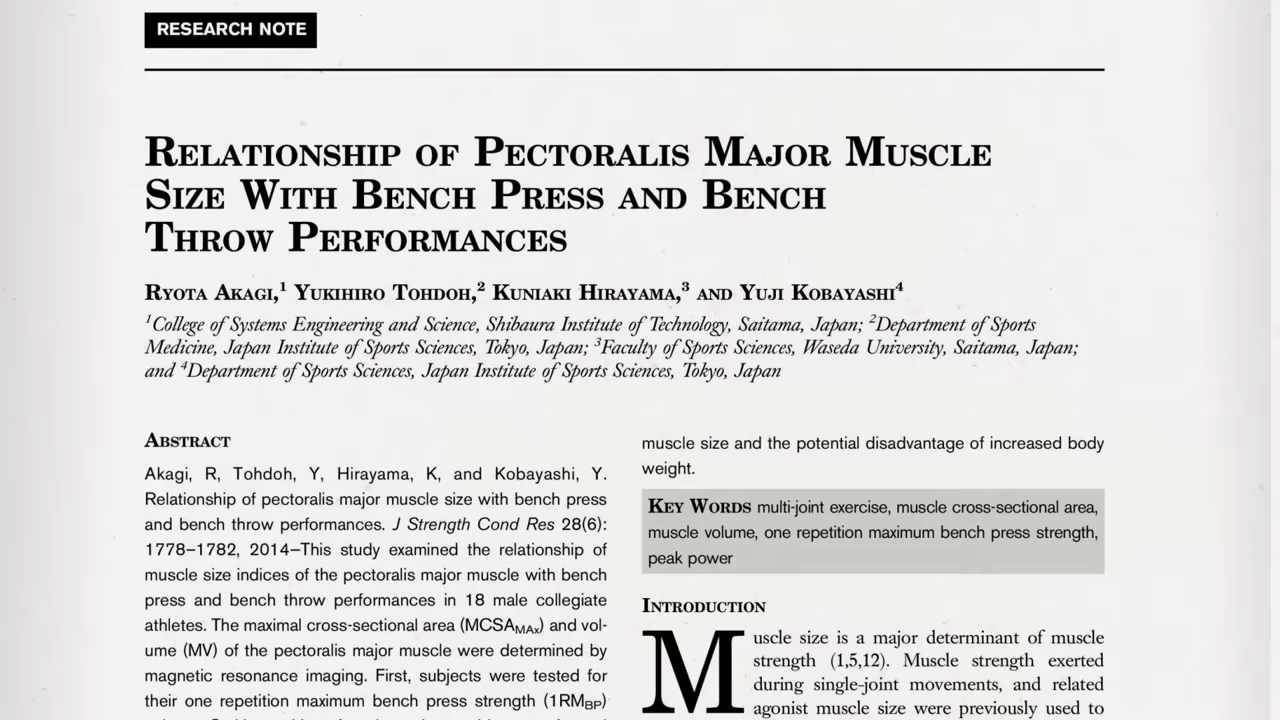 RESEARCH NOTE
RELATIONSHIP OF PECTORALIS MAJOR MUSCLE
SIZE WITH BENCH PRESS AND BENCH
THROW PERFORMANCES
RYOTA AKAGI,¹ YUKIHIRO TOHDOH,² KUNIAKI HIRAYAMA,³ AND YUJI KOBAYASHI⁴
¹College of Systems Engineering and Science, Shibaura Institute of Technology, Saitama, Japan; ²Department of Sports
Medicine, Japan Institute of Sports Sciences, Tokyo, Japan; ³Faculty of Sports Sciences, Waseda University, Saitama, Japan;
and ⁴Department of Sports Sciences, Japan Institute of Sports Sciences, Tokyo, Japan
ABSTRACT
Akagi, R, Tohdoh, Y, Hirayama, K, and Kobayashi, Y.
Relationship of pectoralis major muscle size with bench press
and bench throw performances. J Strength Cond Res 28(6):
1778–1782, 2014—This study examined the relationship of
muscle size indices of the pectoralis major muscle with bench
press and bench throw performances in 18 male collegiate
athletes. The maximal cross-sectional area (MCSAMAx) and vol-
ume (MV) of the pectoralis major muscle were determined by
magnetic resonance imaging. First, subjects were tested for
their one repetition maximum bench press strength (1RMBP)
muscle size and the potential disadvantage of increased body
weight.
KEY WORDS multi-joint exercise, muscle cross-sectional area,
muscle volume, one repetition maximum bench press strength,
peak power
INTRODUCTION
Muscle size is a major determinant of muscle
strength (1,5,12). Muscle strength exerted
during single-joint movements, and related
agonist muscle size were previously used to